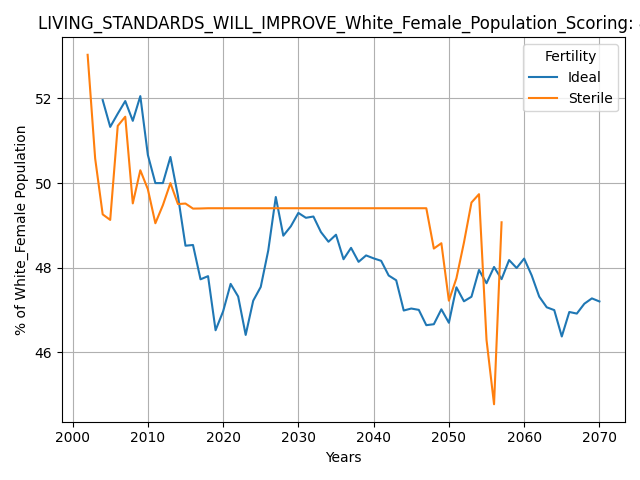 LIVING_STANDARDS_WILL_IMPROVE_White_Female_Population_Scoring:
Fertility
Ideal
Sterile
% of White_Female Population
52
50
48
46
2000 2010 2020 2030 2040 2050 2060 2070
Years